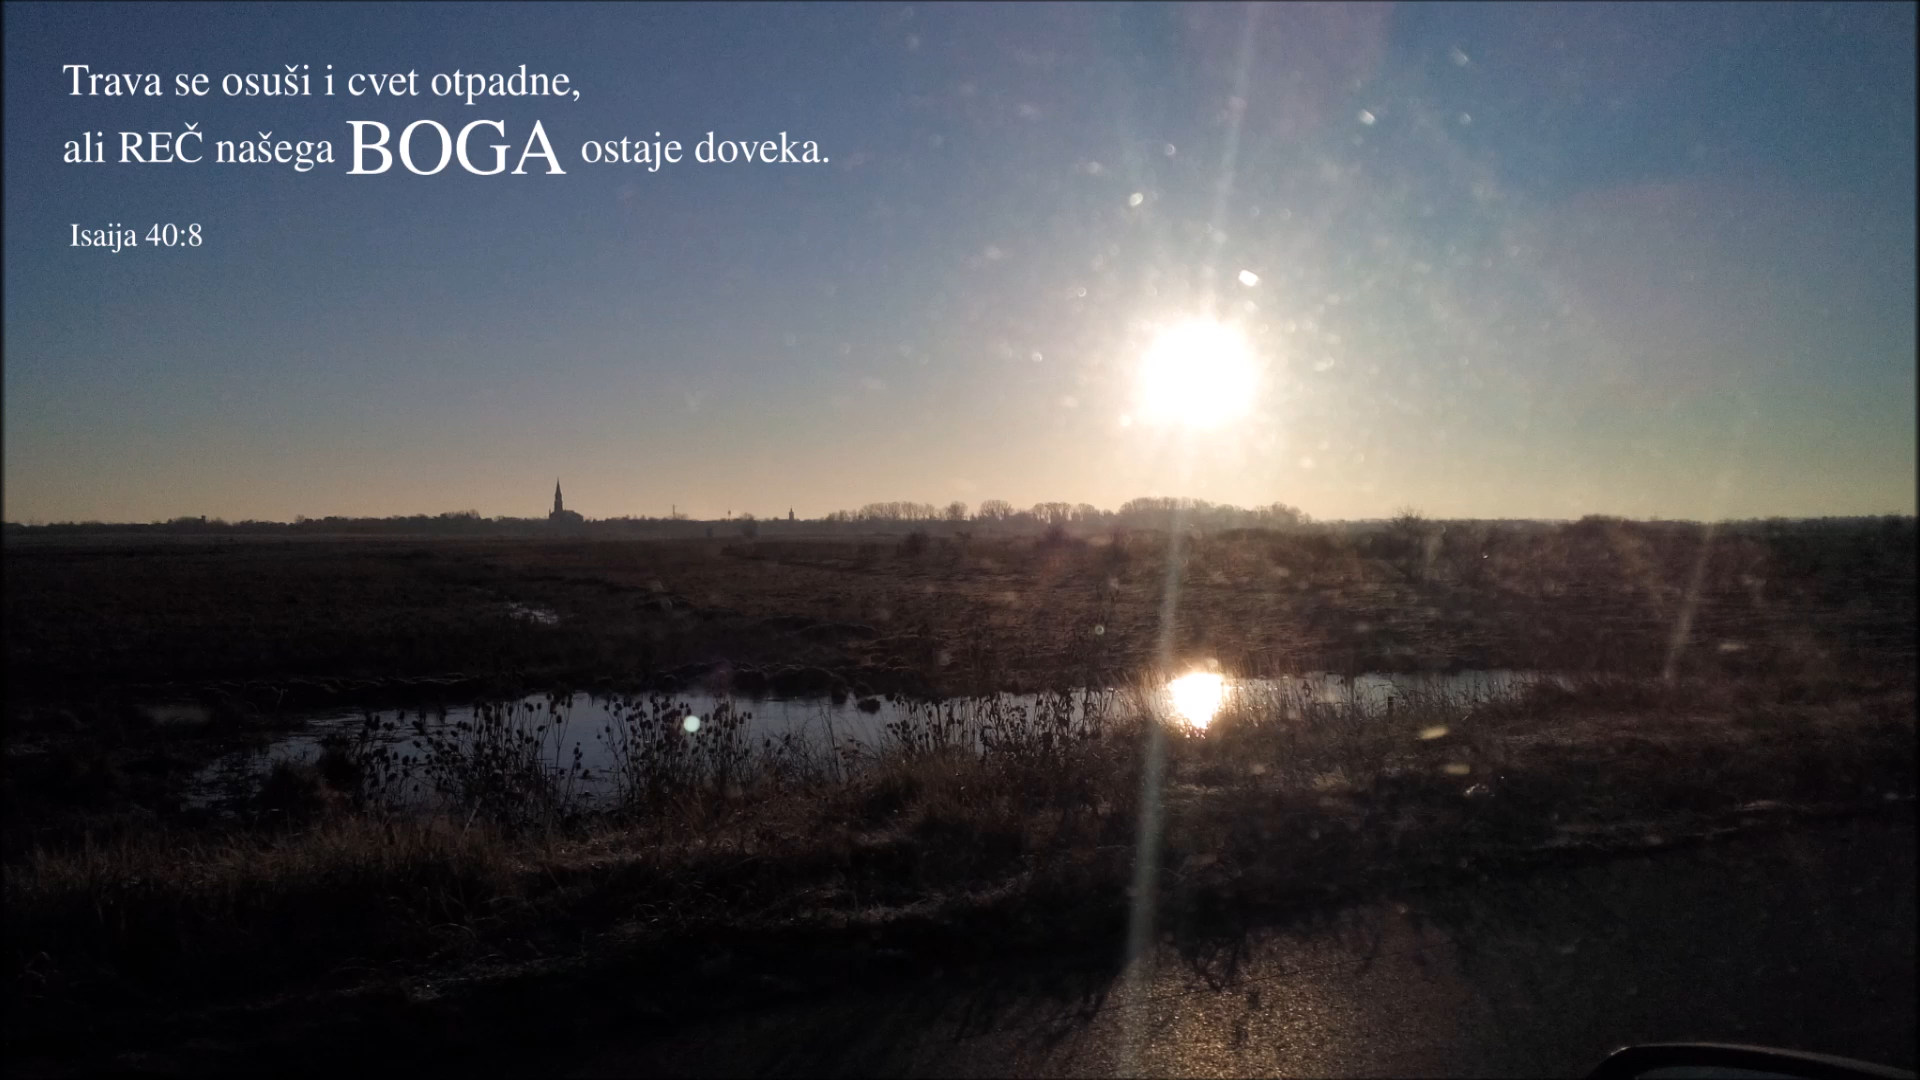 Trava se osuši i cvet otpadne,
ali REČ našega BOGA ostaje doveka.
Isaija 40:8